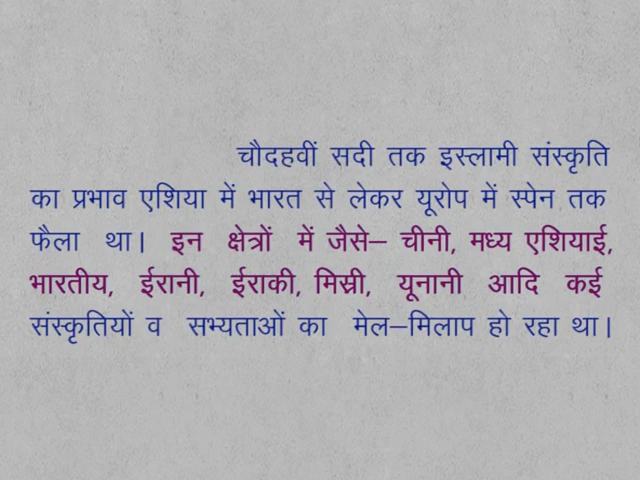 चौदहवीं सदी तक इस्लामी संस्कृति
का प्रभाव एशिया में भारत से लेकर यूरोप में स्पेन तक
फैला था। इन क्षेत्रों में जैसे– चीनी, मध्य एशियाई,
भारतीय, ईरानी, ईराकी, मिस्री, यूनानी आदि कई
संस्कृतियों व सभ्यताओं का मेल–मिलाप हो रहा था।